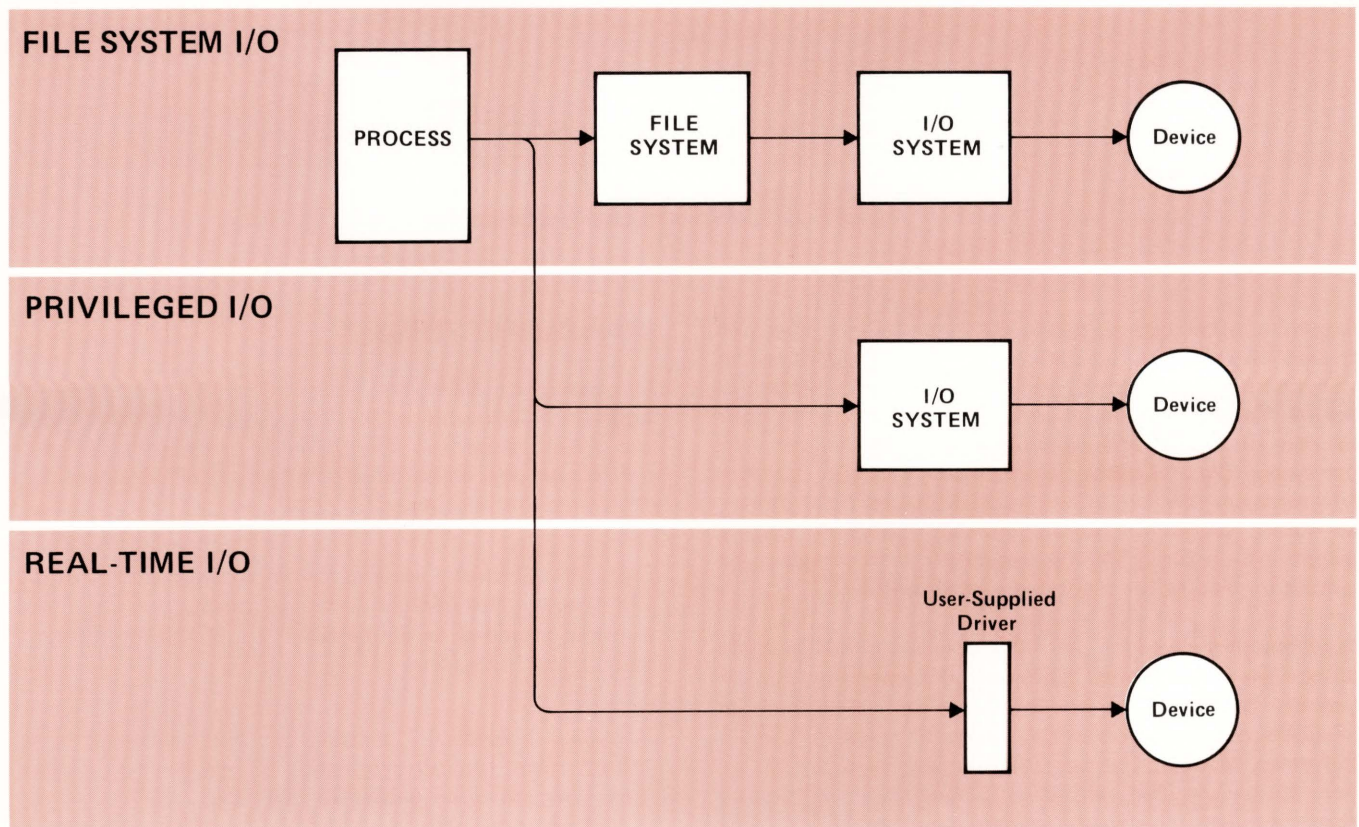 FILE SYSTEM I/O
PROCESS
FILE
SYSTEM
I/O
SYSTEM
Device
PRIVILEGED I/O
I/O
SYSTEM
Device
REAL-TIME I/O
User-Supplied
Driver
Device